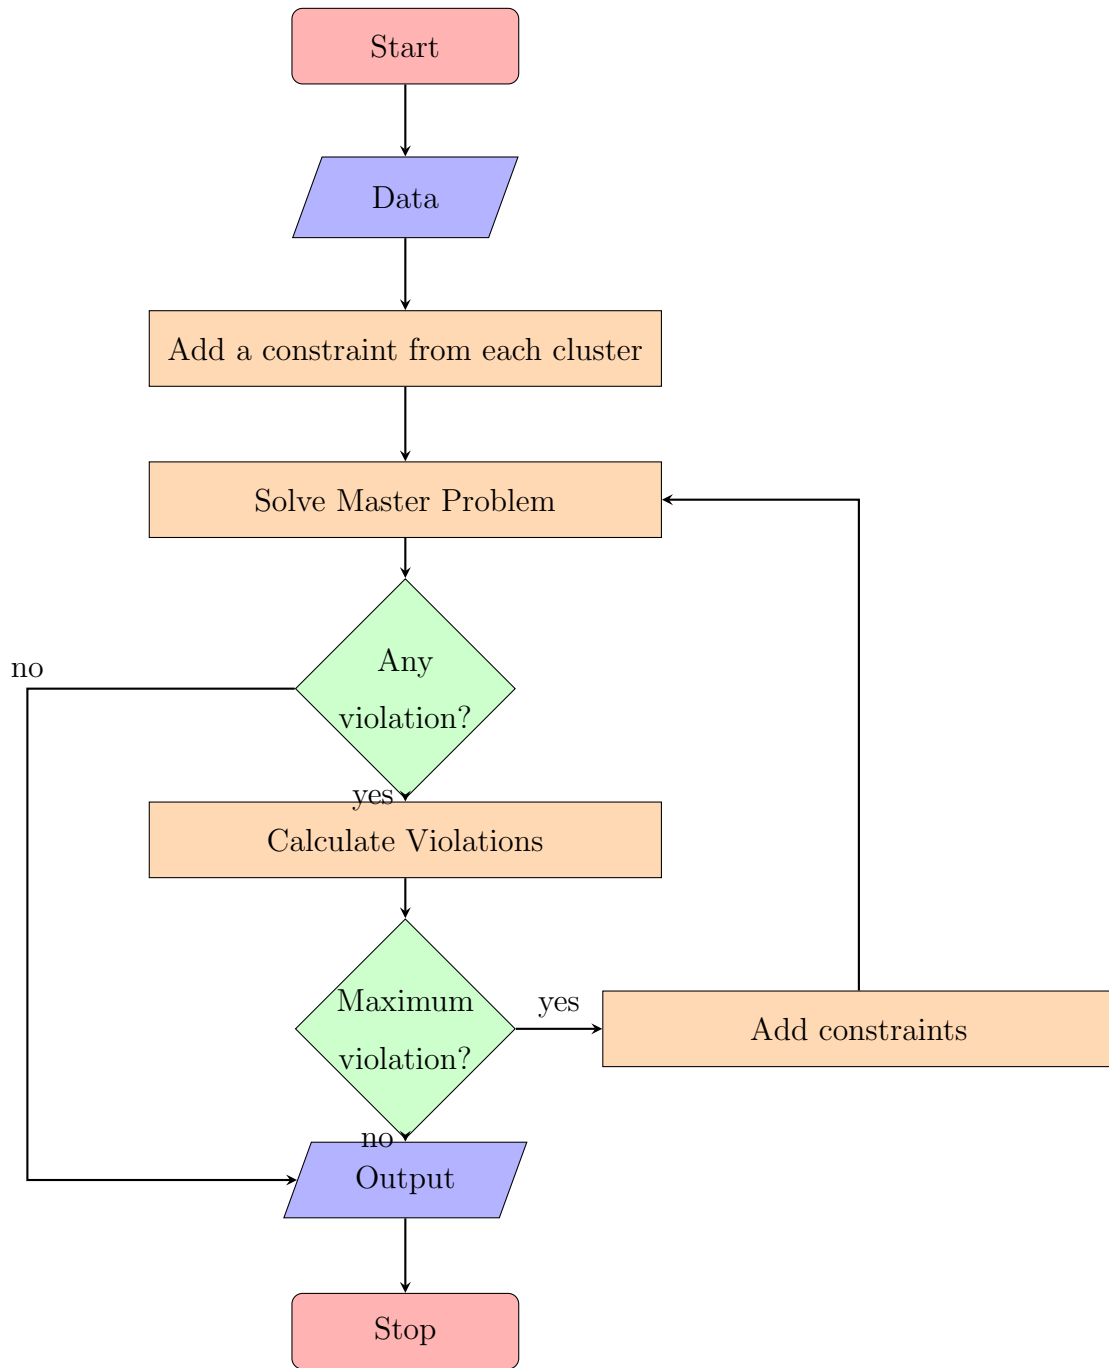 Start
Data
Add a constraint from each cluster
Solve Master Problem
no
Any
violation?
yes
Calculate Violations
Maximum
violation?
yes
Add constraints
no
Output
Stop